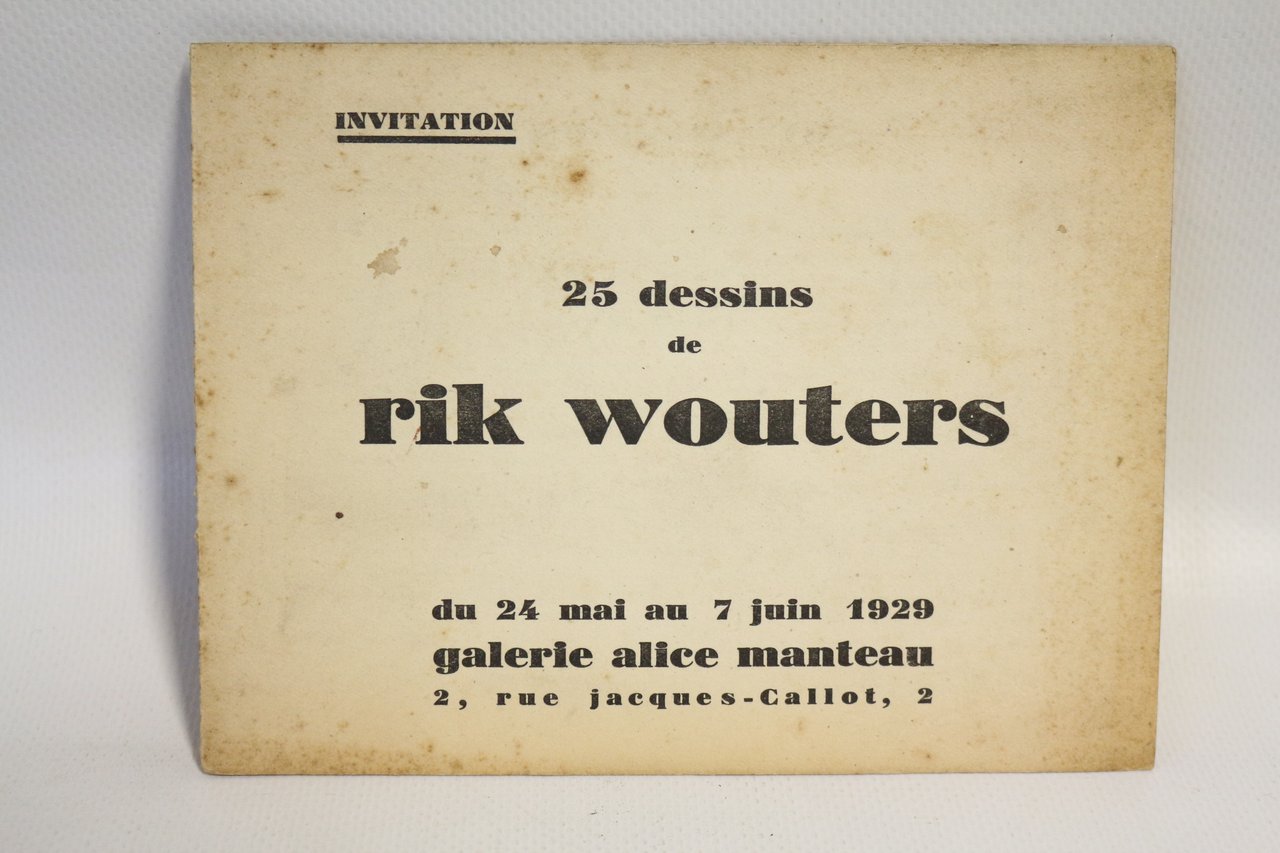 INVITATION
25 dessins
de
rik wouters
du 24 mai au 7 juin 1929
galerie alice manteau
2, rue jacques-Callot, 2